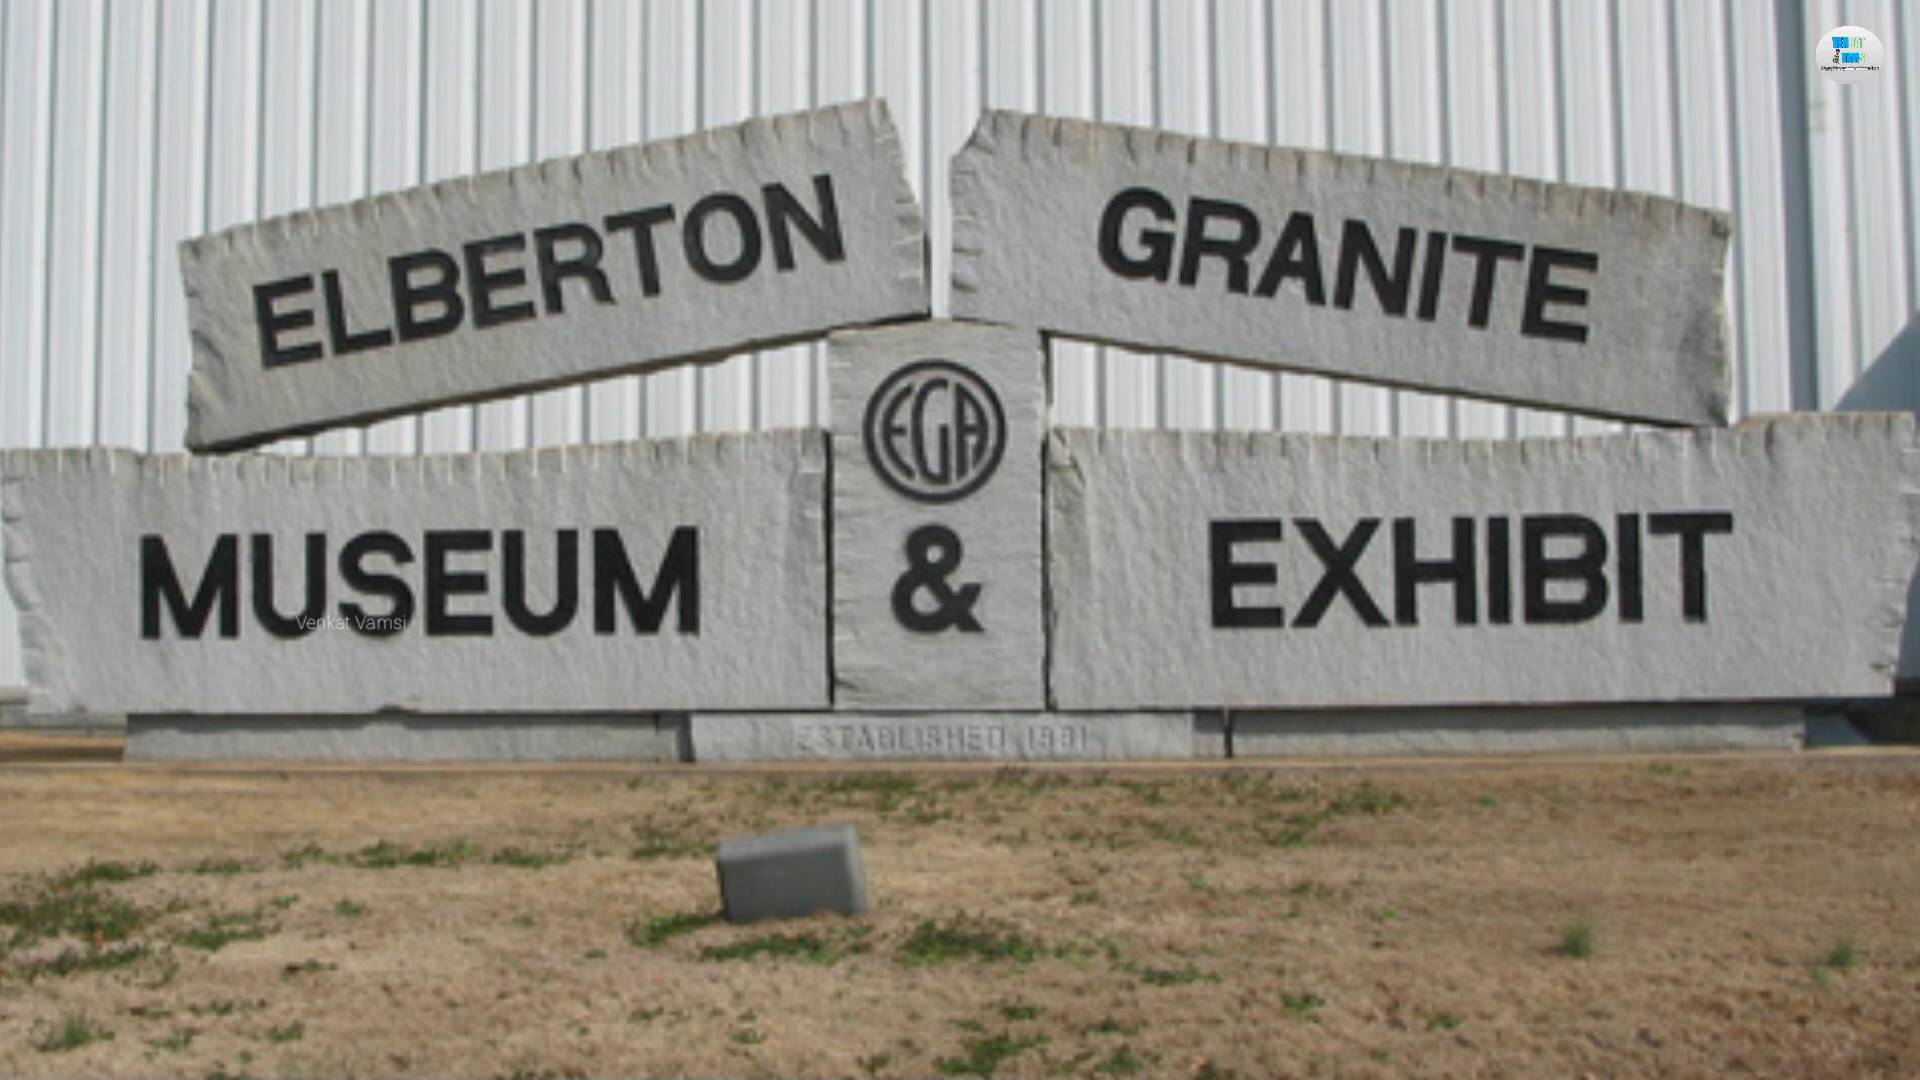 ELBERTON GRANITE
EGA
MUSEUM & EXHIBIT
Venkat Vamsi
ESTABLISHED 1981